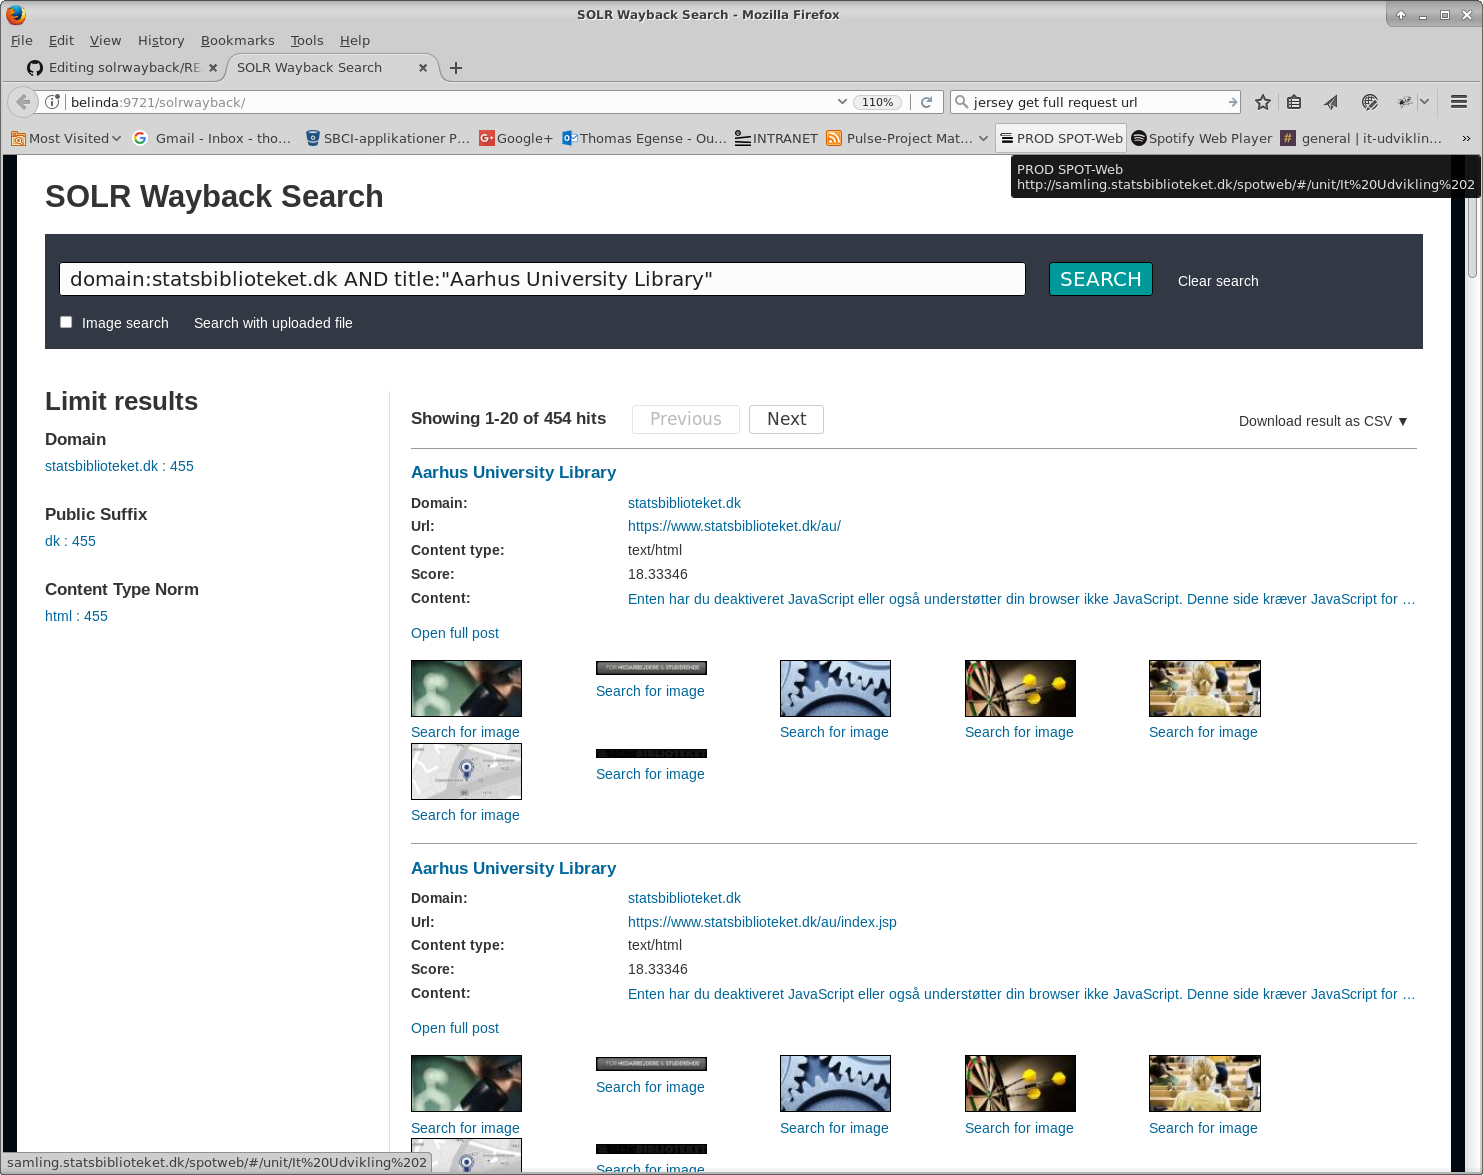 SOLR Wayback Search - Mozilla Firefox
File Edit View History Bookmarks Tools Help
Editing solrwayback/RE SOLR Wayback Search
belinda:9721/solrwayback/ 110% jersey get full request url
Most Visited Gmail - Inbox - tho... SBCI-applikationer P... Google+ Thomas Egense - Ou... INTRANET Pulse-Project Mat... PROD SPOT-Web Spotify Web Player general | it-udviklin... »
PROD SPOT-Web
http://samling.statsbiblioteket.dk/spotweb/#/unit/It%20Udvikling%202
SOLR Wayback Search
domain:statsbiblioteket.dk AND title:"Aarhus University Library" SEARCH Clear search
Image search Search with uploaded file
Limit results
Domain
statsbiblioteket.dk : 455
Public Suffix
dk : 455
Content Type Norm
html : 455
Showing 1-20 of 454 hits Previous Next Download result as CSV ▼
Aarhus University Library
Domain: statsbiblioteket.dk
Url: https://www.statsbiblioteket.dk/au/
Content type: text/html
Score: 18.33346
Content: Enten har du deaktiveret JavaScript eller også understøtter din browser ikke JavaScript. Denne side kræver JavaScript for ...
Open full post
FOR MEDARBEJDERE & STUDERENDE
Search for image
Search for image Search for image Search for image Search for image
Search for image
Search for image
Aarhus University Library
Domain: statsbiblioteket.dk
Url: https://www.statsbiblioteket.dk/au/index.jsp
Content type: text/html
Score: 18.33346
Content: Enten har du deaktiveret JavaScript eller også understøtter din browser ikke JavaScript. Denne side kræver JavaScript for ...
Open full post
FOR MEDARBEJDERE & STUDERENDE
Search for image
Search for image Search for image Search for image Search for image
Search for image
samling.statsbiblioteket.dk/spotweb/#/unit/It%20Udvikling%202